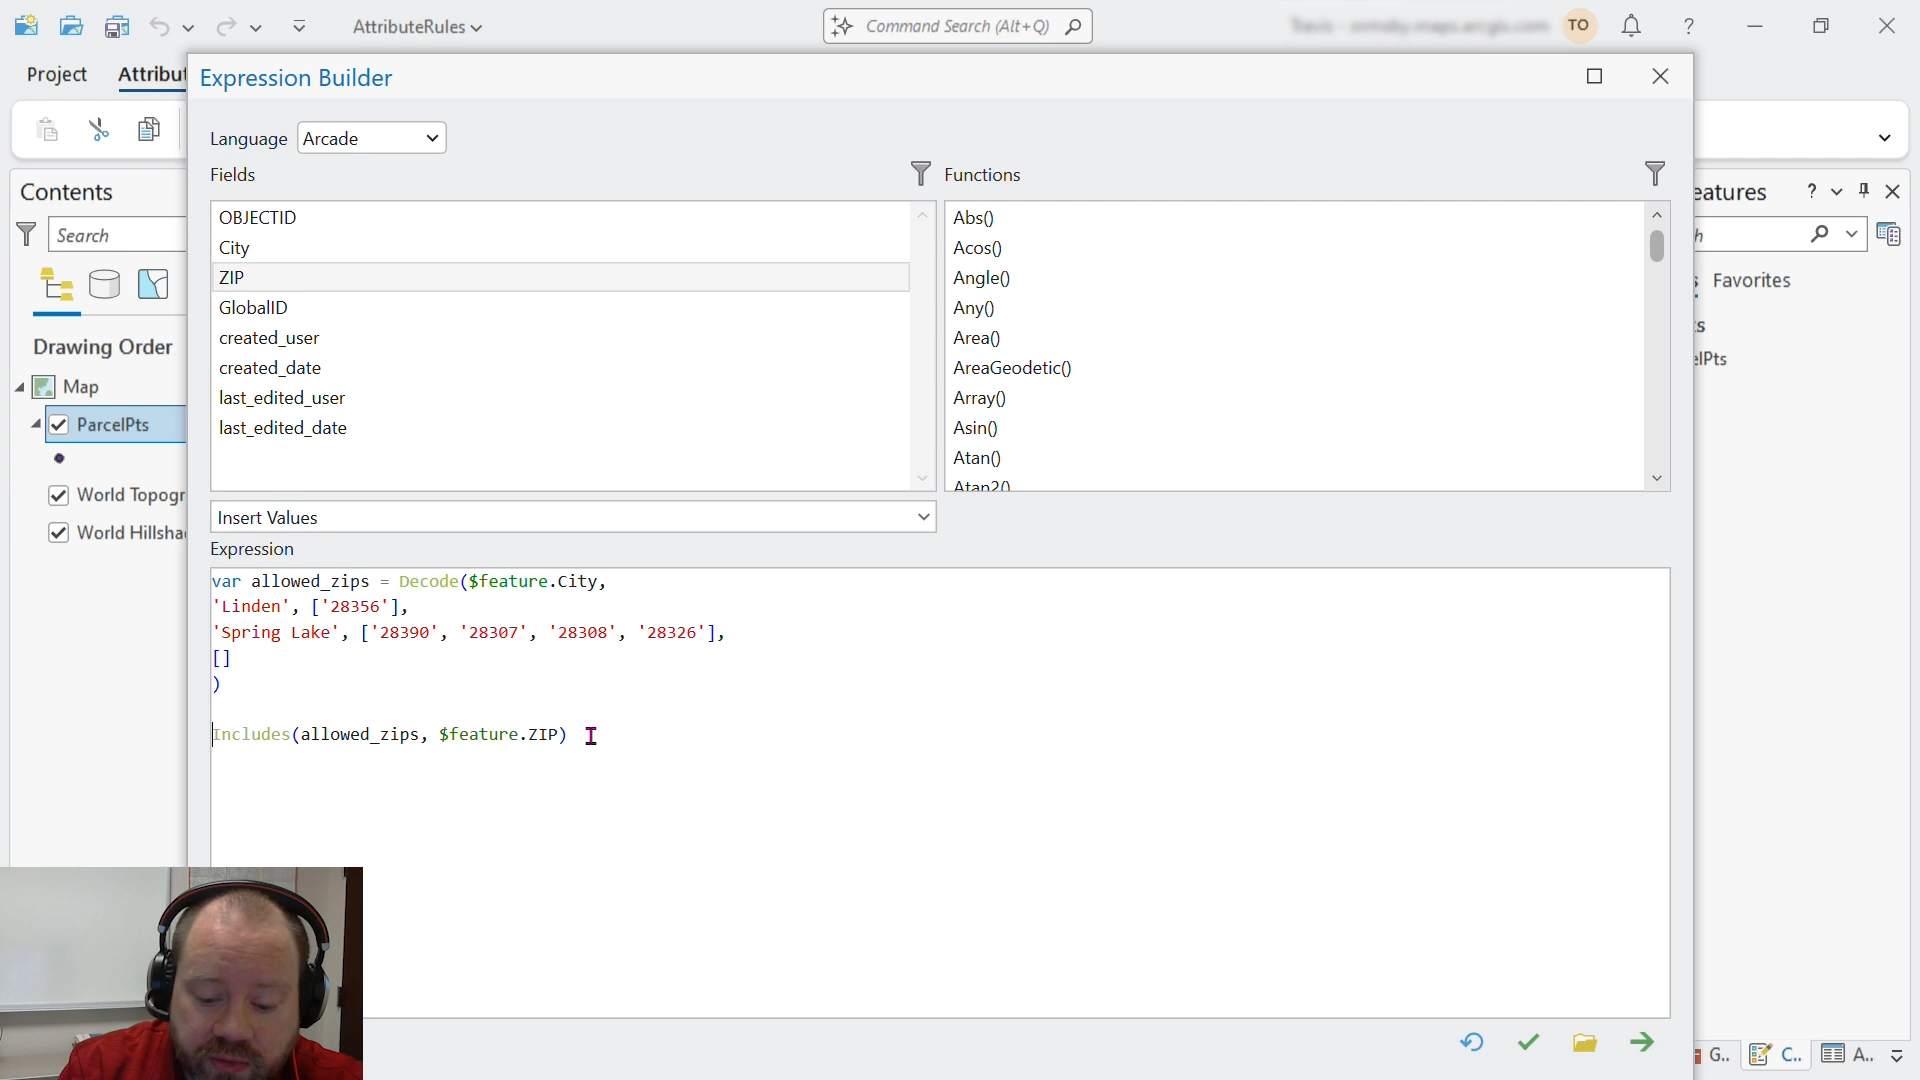 AttributeRules
Command Search (Alt+Q)
TO
?
Project
Attribut
Expression Builder
Language
Arcade
Fields
Functions
Contents
Search
OBJECTID
City
ZIP
GlobalID
created_user
created_date
last_edited_user
last_edited_date
Abs()
Acos()
Angle()
Any()
Area()
AreaGeodetic()
Array()
Asin()
Atan()
Atan2()
eatures
?
h
Favorites
ts
elPts
Drawing Order
Map
ParcelPts
World Topogr
World Hillsha
Insert Values
Expression
var allowed_zips = Decode($feature.City,
'Linden', ['28356'],
'Spring Lake', ['28390', '28307', '28308', '28326'],
[]
)
Includes(allowed_zips, $feature.ZIP)
G..
C..
A..